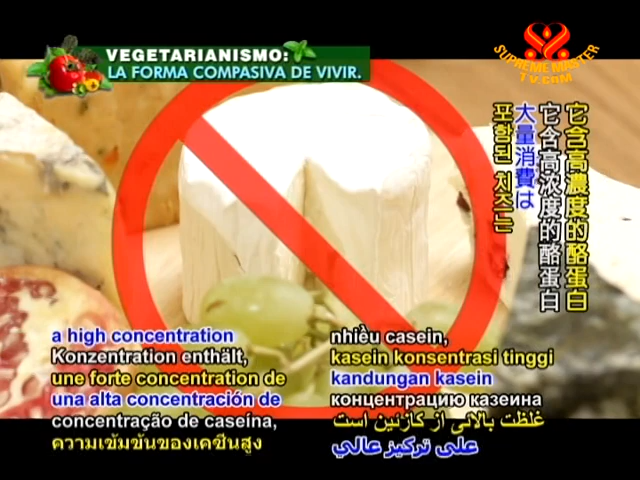 VEGETARIANISMO:
LA FORMA COMPASIVA DE VIVIR.
SUPREME MASTER
TV.COM
它含高濃度的酪蛋白
它含高浓度的酪蛋白
大量消費は
포함된 치즈는
a high concentration
Konzentration enthält,
une forte concentration de
una alta concentración de
concentração de caseína,
ความเข้มข้นของเคซีนสูง
nhiều casein,
kasein konsentrasi tinggi
kandungan kasein
концентрацию казеина
غلظت بالائی از کازئین است
على تركيز عالي